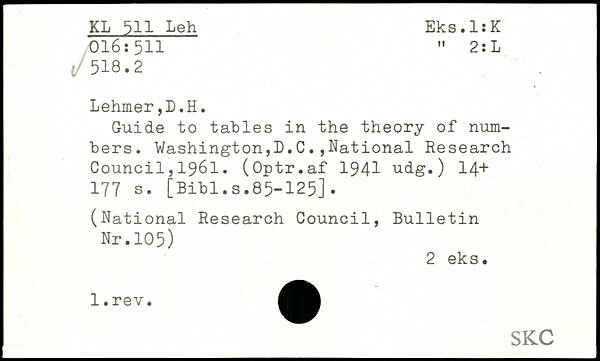 KL 511 Leh Eks.1:K
016:511 " 2:L
518.2
Lehmer,D.H.
Guide to tables in the theory of num-
bers. Washington,D.C.,National Research
Council,1961. (Optr.af 1941 udg.) 14+
177 s. [Bibl.s.85-125].
(National Research Council, Bulletin
Nr.105)
2 eks.
1.rev.
SKC